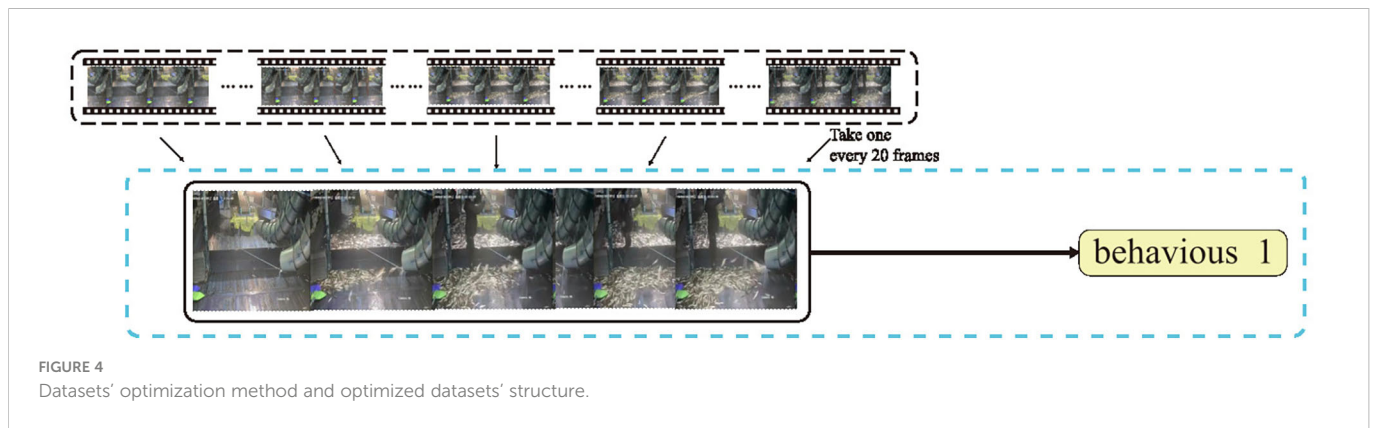 Take one
every 20 frames
behavious 1
FIGURE 4
Datasets’ optimization method and optimized datasets’ structure.